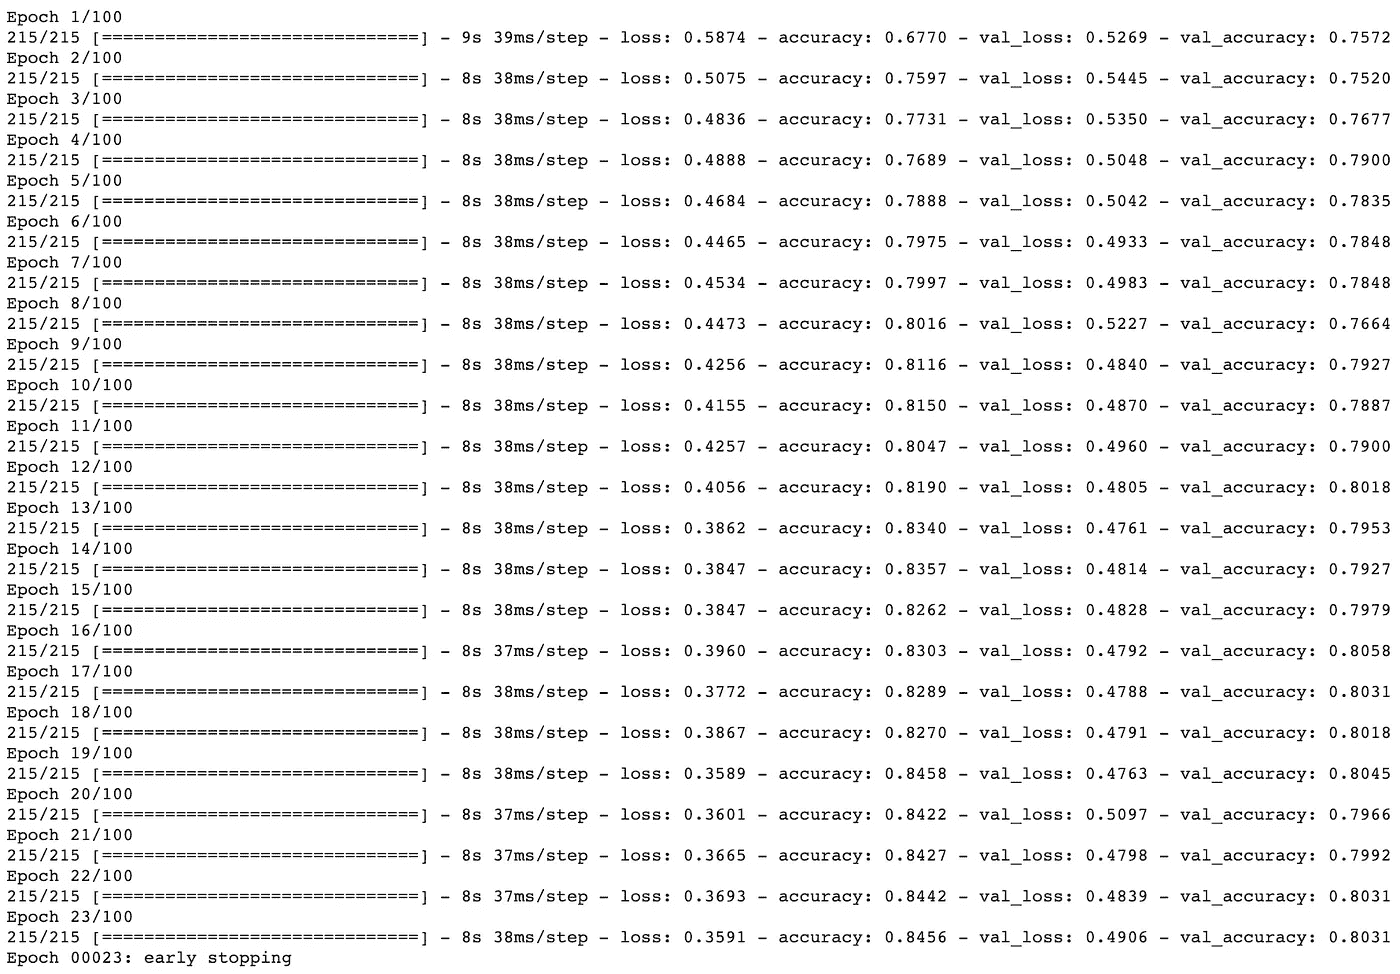 Epoch 1/100
215/215 [==============================] - 9s 39ms/step - loss: 0.5874 - accuracy: 0.6770 - val_loss: 0.5269 - val_accuracy: 0.7572
Epoch 2/100
215/215 [==============================] - 8s 38ms/step - loss: 0.5075 - accuracy: 0.7597 - val_loss: 0.5445 - val_accuracy: 0.7520
Epoch 3/100
215/215 [==============================] - 8s 38ms/step - loss: 0.4836 - accuracy: 0.7731 - val_loss: 0.5350 - val_accuracy: 0.7677
Epoch 4/100
215/215 [==============================] - 8s 38ms/step - loss: 0.4888 - accuracy: 0.7689 - val_loss: 0.5048 - val_accuracy: 0.7900
Epoch 5/100
215/215 [==============================] - 8s 38ms/step - loss: 0.4684 - accuracy: 0.7888 - val_loss: 0.5042 - val_accuracy: 0.7835
Epoch 6/100
215/215 [==============================] - 8s 38ms/step - loss: 0.4465 - accuracy: 0.7975 - val_loss: 0.4933 - val_accuracy: 0.7848
Epoch 7/100
215/215 [==============================] - 8s 38ms/step - loss: 0.4534 - accuracy: 0.7997 - val_loss: 0.4983 - val_accuracy: 0.7848
Epoch 8/100
215/215 [==============================] - 8s 38ms/step - loss: 0.4473 - accuracy: 0.8016 - val_loss: 0.5227 - val_accuracy: 0.7664
Epoch 9/100
215/215 [==============================] - 8s 38ms/step - loss: 0.4256 - accuracy: 0.8116 - val_loss: 0.4840 - val_accuracy: 0.7927
Epoch 10/100
215/215 [==============================] - 8s 38ms/step - loss: 0.4155 - accuracy: 0.8150 - val_loss: 0.4870 - val_accuracy: 0.7887
Epoch 11/100
215/215 [==============================] - 8s 38ms/step - loss: 0.4257 - accuracy: 0.8047 - val_loss: 0.4960 - val_accuracy: 0.7900
Epoch 12/100
215/215 [==============================] - 8s 38ms/step - loss: 0.4056 - accuracy: 0.8190 - val_loss: 0.4805 - val_accuracy: 0.8018
Epoch 13/100
215/215 [==============================] - 8s 38ms/step - loss: 0.3862 - accuracy: 0.8340 - val_loss: 0.4761 - val_accuracy: 0.7953
Epoch 14/100
215/215 [==============================] - 8s 38ms/step - loss: 0.3847 - accuracy: 0.8357 - val_loss: 0.4814 - val_accuracy: 0.7927
Epoch 15/100
215/215 [==============================] - 8s 38ms/step - loss: 0.3847 - accuracy: 0.8262 - val_loss: 0.4828 - val_accuracy: 0.7979
Epoch 16/100
215/215 [==============================] - 8s 37ms/step - loss: 0.3960 - accuracy: 0.8303 - val_loss: 0.4792 - val_accuracy: 0.8058
Epoch 17/100
215/215 [==============================] - 8s 38ms/step - loss: 0.3772 - accuracy: 0.8289 - val_loss: 0.4788 - val_accuracy: 0.8031
Epoch 18/100
215/215 [==============================] - 8s 38ms/step - loss: 0.3867 - accuracy: 0.8270 - val_loss: 0.4791 - val_accuracy: 0.8018
Epoch 19/100
215/215 [==============================] - 8s 38ms/step - loss: 0.3589 - accuracy: 0.8458 - val_loss: 0.4763 - val_accuracy: 0.8045
Epoch 20/100
215/215 [==============================] - 8s 37ms/step - loss: 0.3601 - accuracy: 0.8422 - val_loss: 0.5097 - val_accuracy: 0.7966
Epoch 21/100
215/215 [==============================] - 8s 37ms/step - loss: 0.3665 - accuracy: 0.8427 - val_loss: 0.4798 - val_accuracy: 0.7992
Epoch 22/100
215/215 [==============================] - 8s 37ms/step - loss: 0.3693 - accuracy: 0.8442 - val_loss: 0.4839 - val_accuracy: 0.8031
Epoch 23/100
215/215 [==============================] - 8s 38ms/step - loss: 0.3591 - accuracy: 0.8456 - val_loss: 0.4906 - val_accuracy: 0.8031
Epoch 00023: early stopping